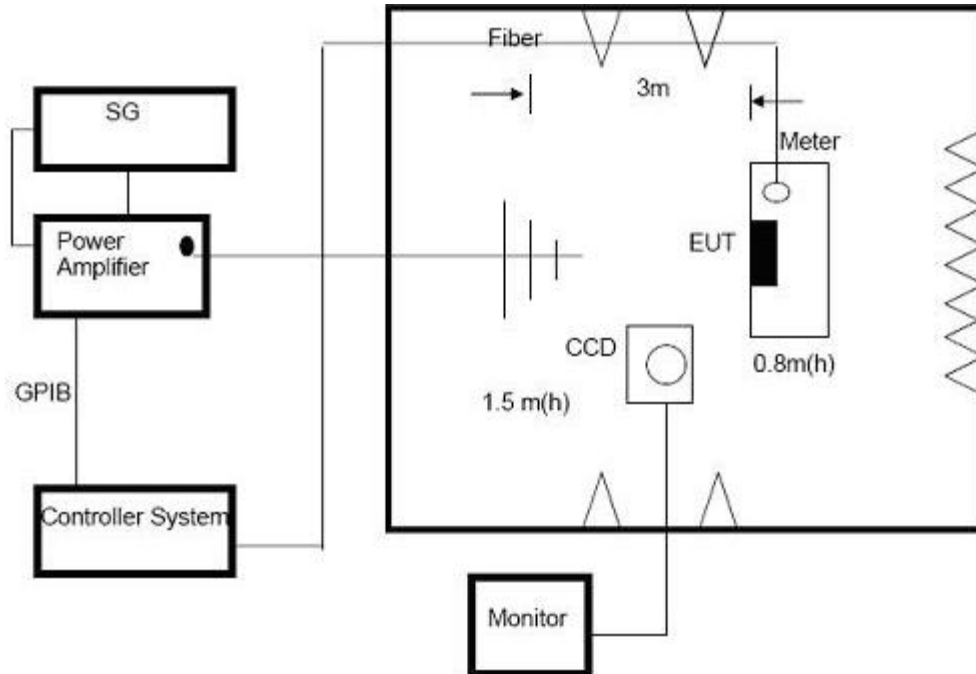 Fiber
3m
SG
Meter
Power
Amplifier
EUT
CCD
0.8m(h)
GPIB
1.5 m(h)
Controller System
Monitor